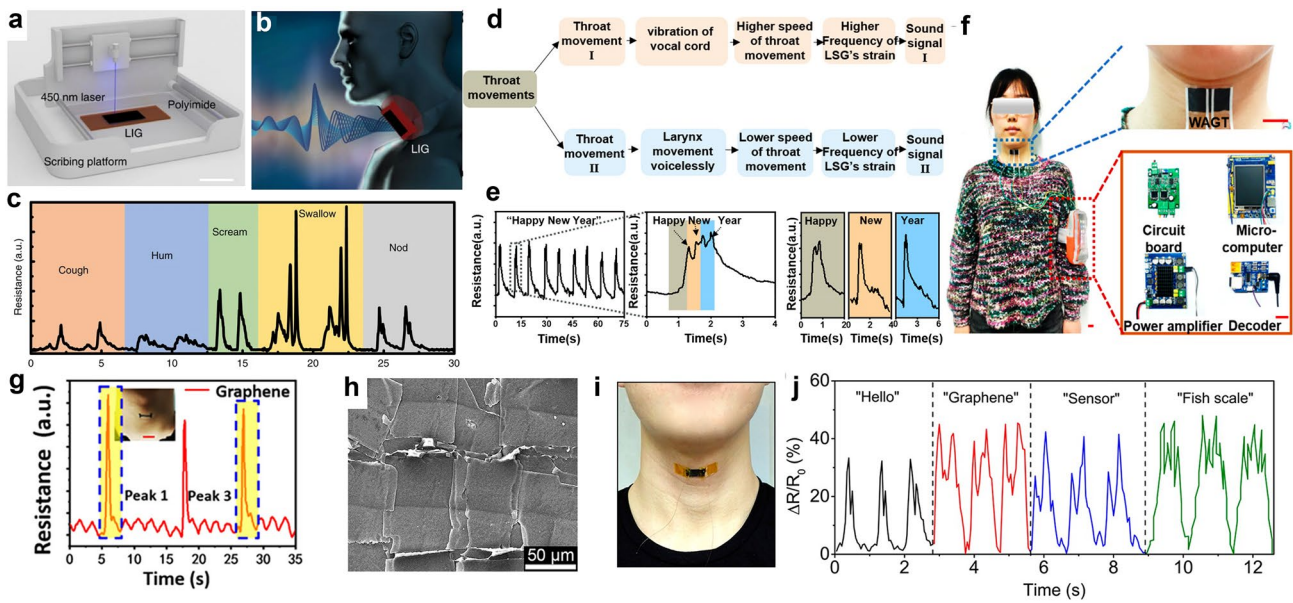 a
450 nm laser
Polyimide
LIG
Scribing platform
b
LIG
c
Resistance (a.u.)
Cough
Hum
Scream
Swallow
Nod
0 5 10 15 20 25 30
d
Throat movements
Throat
movement
I
vibration of
vocal cord
Higher speed
of throat
movement
Higher
Frequency of
LSG's strain
Sound
signal
I
Throat
movement
II
Larynx
movement
voicelessly
Lower speed
of throat
movement
Lower
Frequency of
LSG's strain
Sound
signal
II
e
Resistance(a.u.)
"Happy New Year"
0 15 30 45 60 75
Time(s)
Resistance(a.u.)
Happy New Year
0 1 2 3 4
Time(s)
Resistance(a.u.)
Happy
New
Year
0 1 2 0 2 4 3 6
Time(s) Time(s) Time(s)
f
WAGT
Circuit
board
Micro-
computer
Power amplifier
Decoder
g
Resistance (a.u.)
Graphene
Peak 1
Peak 3
0 5 10 15 20 25 30 35
Time (s)
h
50 µm
i
j
ΔR/R0 (%)
60
40
20
0
"Hello"
"Graphene"
"Sensor"
"Fish scale"
0 2 4 6 8 10 12
Time (s)